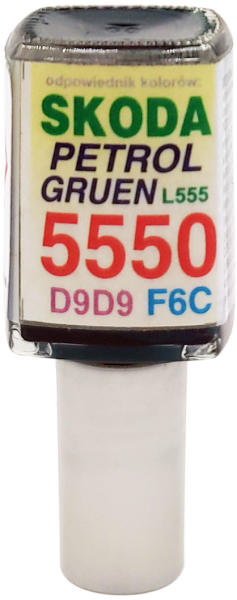 odpowiednik kolorów:
SKODA
PETROL
GRUEN L555
5550
D9D9 F6C